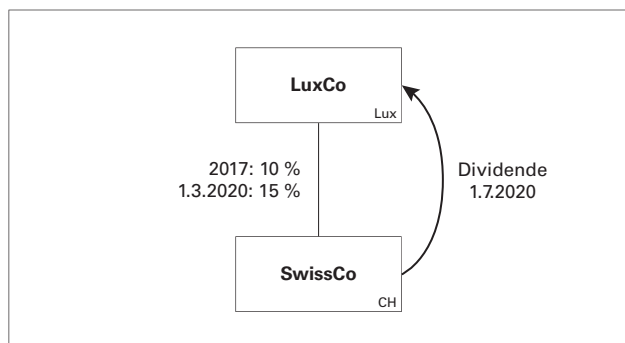 LuxCo
Lux
2017: 10 %
1.3.2020: 15 %
Dividende
1.7.2020
SwissCo
CH